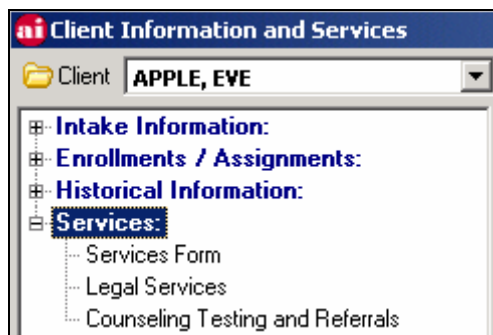 ai Client Information and Services
Client APPLE, EVE
Intake Information:
Enrollments / Assignments:
Historical Information:
Services:
Services Form
Legal Services
Counseling Testing and Referrals